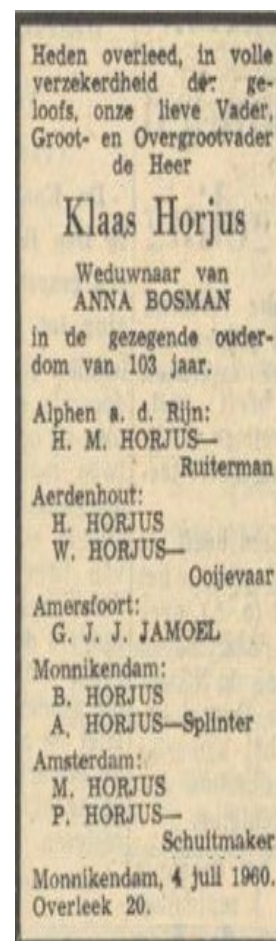 Heden overleed, in volle
verzekerdheid der ge-
loofs, onze lieve Vader,
Groot- en Overgrootvader
de Heer
Klaas Horjus
Weduwnaar van
ANNA BOSMAN
in de gezegende ouder-
dom van 103 jaar.
Alphen a. d. Rijn:
H. M. HORJUS—
Ruiterman
Aerdenhout:
H. HORJUS
W. HORJUS—
Ooijevaar
Amersfoort:
G. J. J. JAMOEL
Monnikendam:
B. HORJUS
A. HORJUS—Splinter
Amsterdam:
M. HORJUS
P. HORJUS—
Schuitmaker
Monnikendam, 4 juli 1960.
Overleek 20.